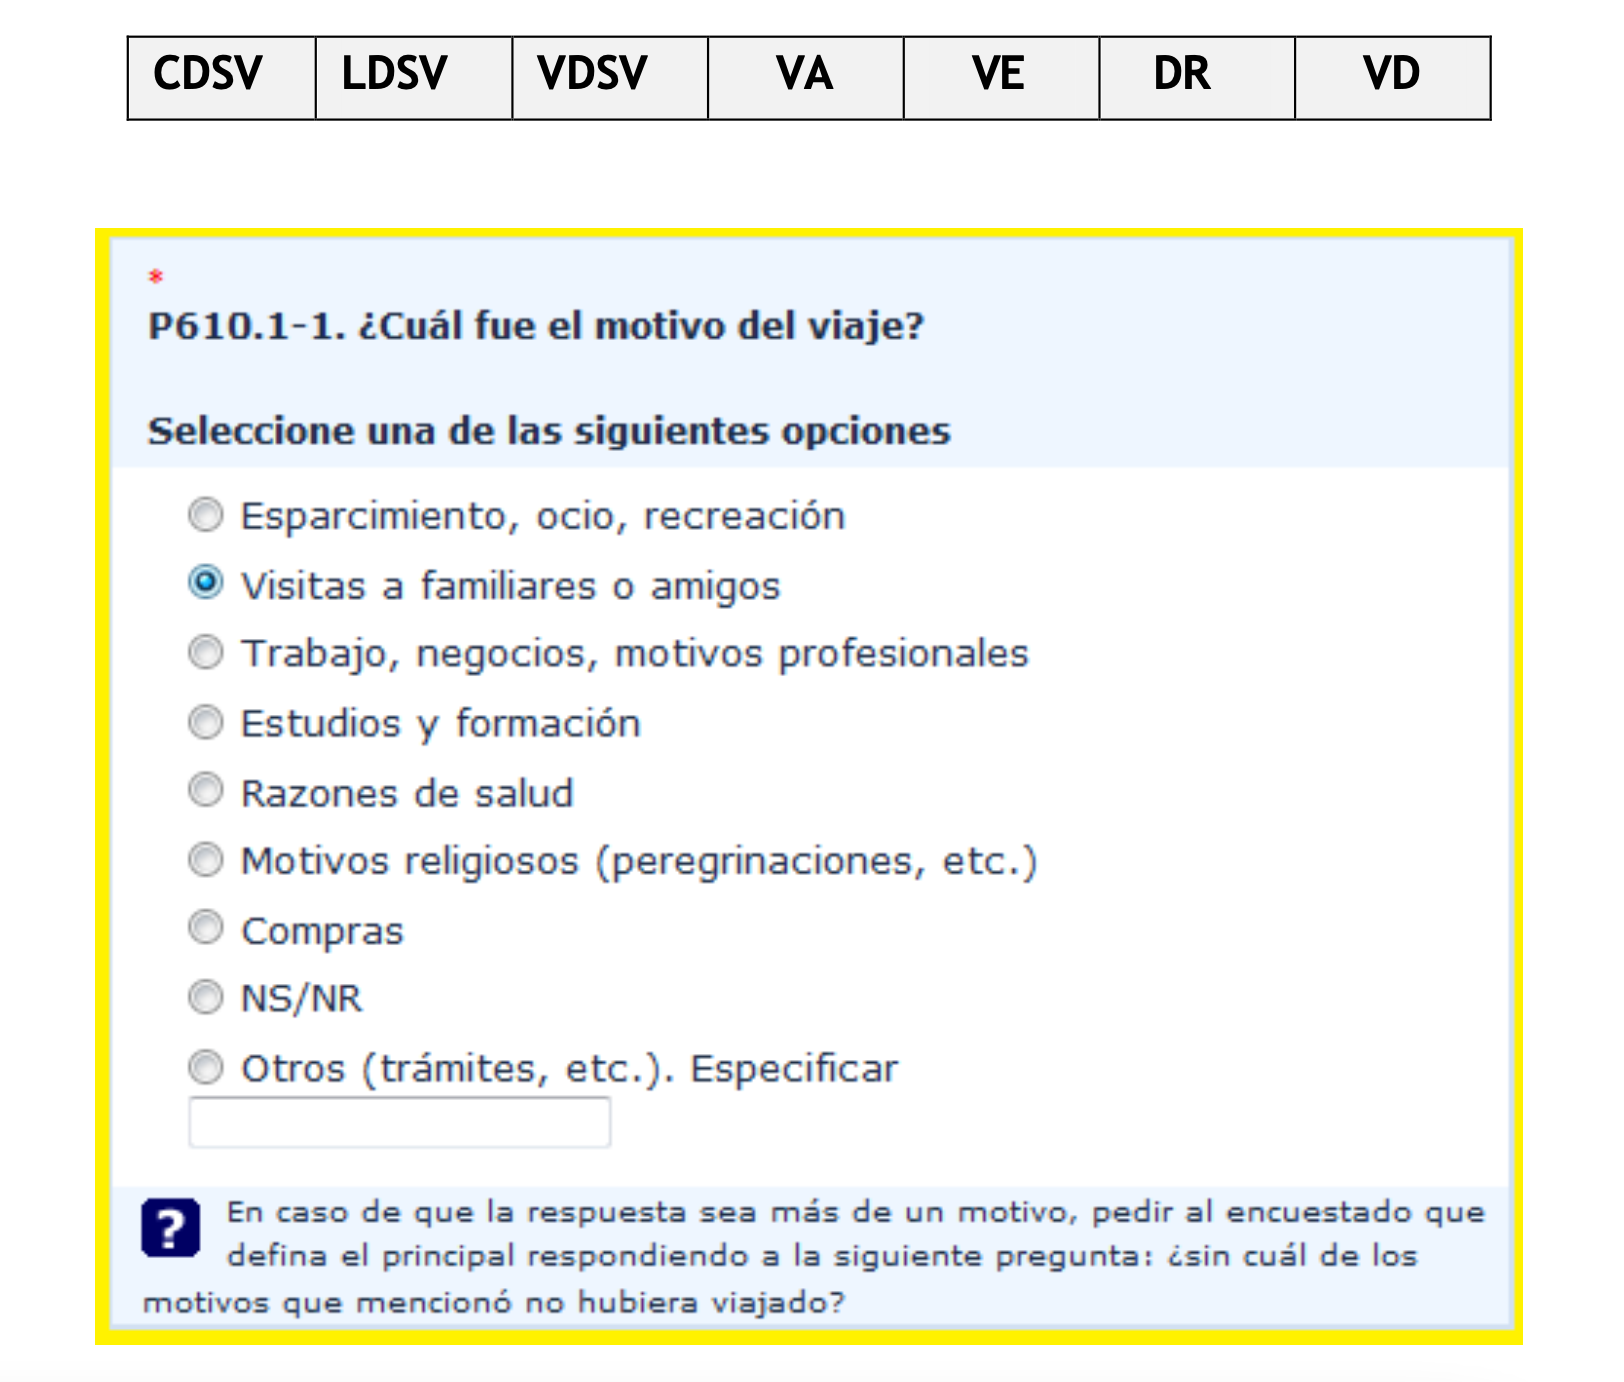 CDSV LDSV VDSV VA VE DR VD
*
P610.1-1. ¿Cuál fue el motivo del viaje?
Seleccione una de las siguientes opciones
Esparcimiento, ocio, recreación
Visitas a familiares o amigos
Trabajo, negocios, motivos profesionales
Estudios y formación
Razones de salud
Motivos religiosos (peregrinaciones, etc.)
Compras
NS/NR
Otros (trámites, etc.). Especificar
? En caso de que la respuesta sea más de un motivo, pedir al encuestado que
defina el principal respondiendo a la siguiente pregunta: ¿sin cuál de los
motivos que mencionó no hubiera viajado?